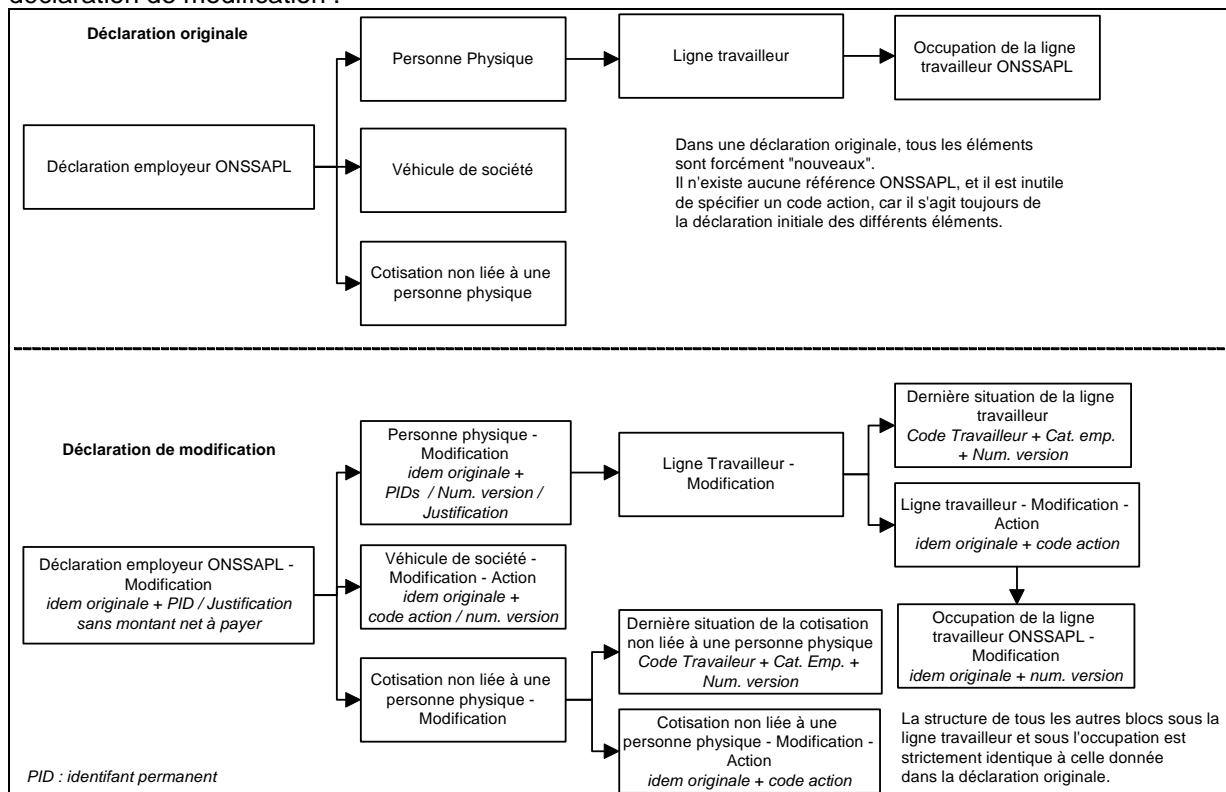 déclaration de modification :
Déclaration originale
Personne Physique
Ligne travailleur
Occupation de la ligne
travailleur ONSSAPL
Déclaration employeur ONSSAPL
Véhicule de société
Cotisation non liée à une
personne physique
Dans une déclaration originale, tous les éléments
sont forcément "nouveaux".
Il n'existe aucune référence ONSSAPL, et il est inutile
de spécifier un code action, car il s'agit toujours de
la déclaration initiale des différents éléments.
Déclaration de modification
Déclaration employeur ONSSAPL -
Modification
idem originale + PID / Justification
sans montant net à payer
Personne physique -
Modification
idem originale +
PIDs / Num. version /
Justification
Ligne Travailleur -
Modification
Dernière situation de la ligne
travailleur
Code Travailleur + Cat. emp.
+ Num. version
Ligne travailleur - Modification -
Action
idem originale + code action
Occupation de la ligne
travailleur ONSSAPL -
Modification
idem originale + num. version
Véhicule de société -
Modification - Action
idem originale +
code action / num. version
Cotisation non liée à une
personne physique -
Modification
Dernière situation de la cotisation
non liée à une personne physique
Code Travaileur + Cat. Emp. +
Num. version
Cotisation non liée à une
personne physique - Modification -
Action
idem originale + code action
La structure de tous les autres blocs sous la
ligne travailleur et sous l'occupation est
strictement identique à celle donnée
dans la déclaration originale.
PID : identifant permanent